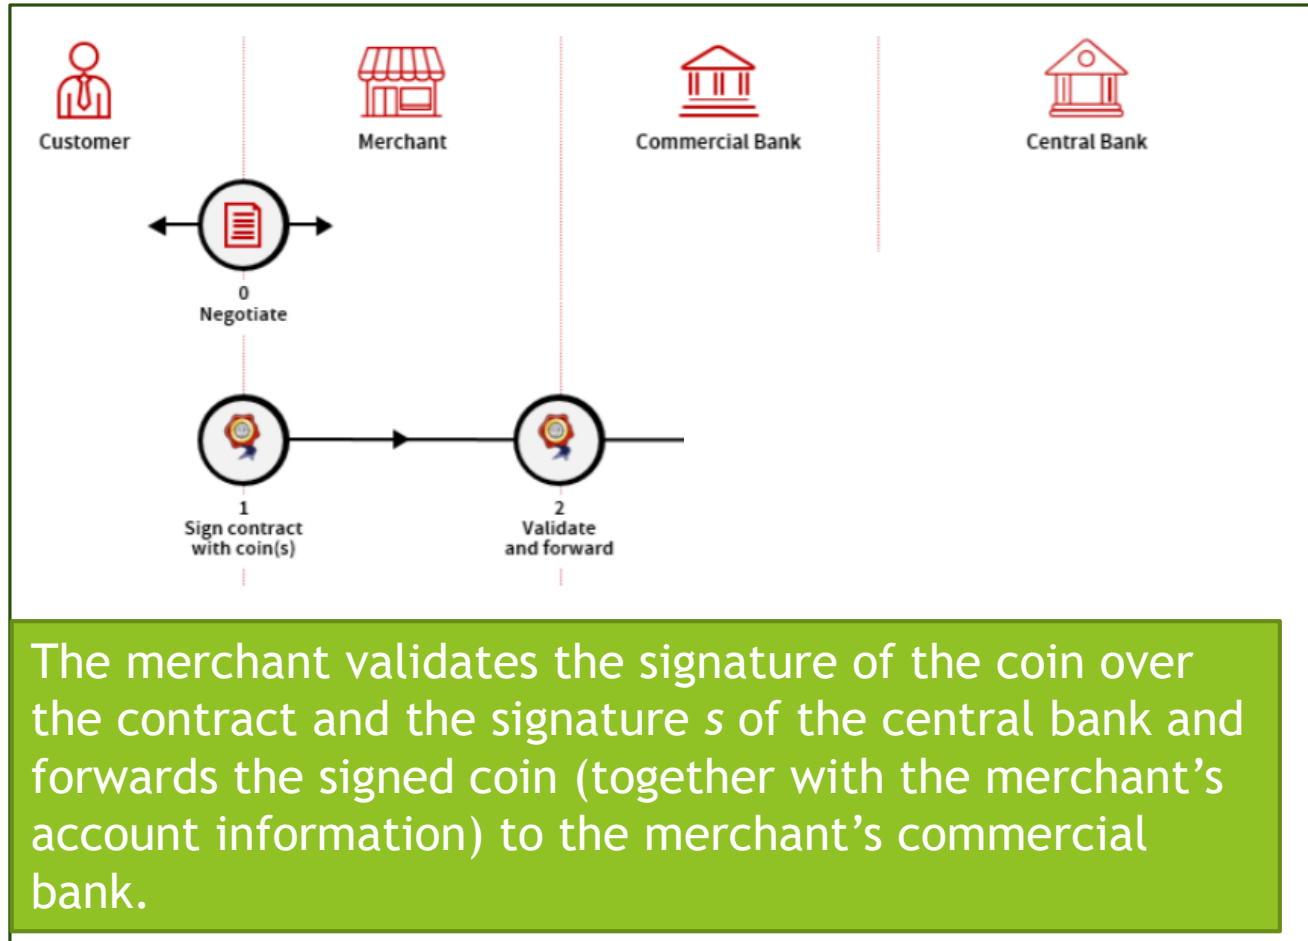 Customer
Merchant
Commercial Bank
Central Bank
0
Negotiate
1
Sign contract
with coin(s)
2
Validate
and forward
The merchant validates the signature of the coin over
the contract and the signature s of the central bank and
forwards the signed coin (together with the merchant’s
account information) to the merchant’s commercial
bank.